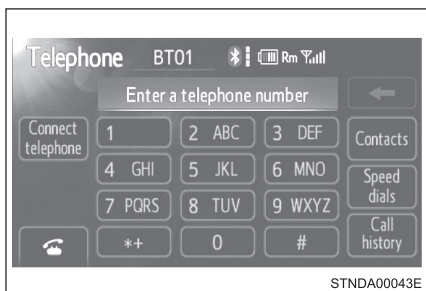 Telephone BT01 Rm
Enter a telephone number
Connect telephone
1
2 ABC
3 DEF
Contacts
4 GHI
5 JKL
6 MNO
Speed dials
7 PQRS
8 TUV
9 WXYZ
*+
0
#
Call history
STNDA00043E